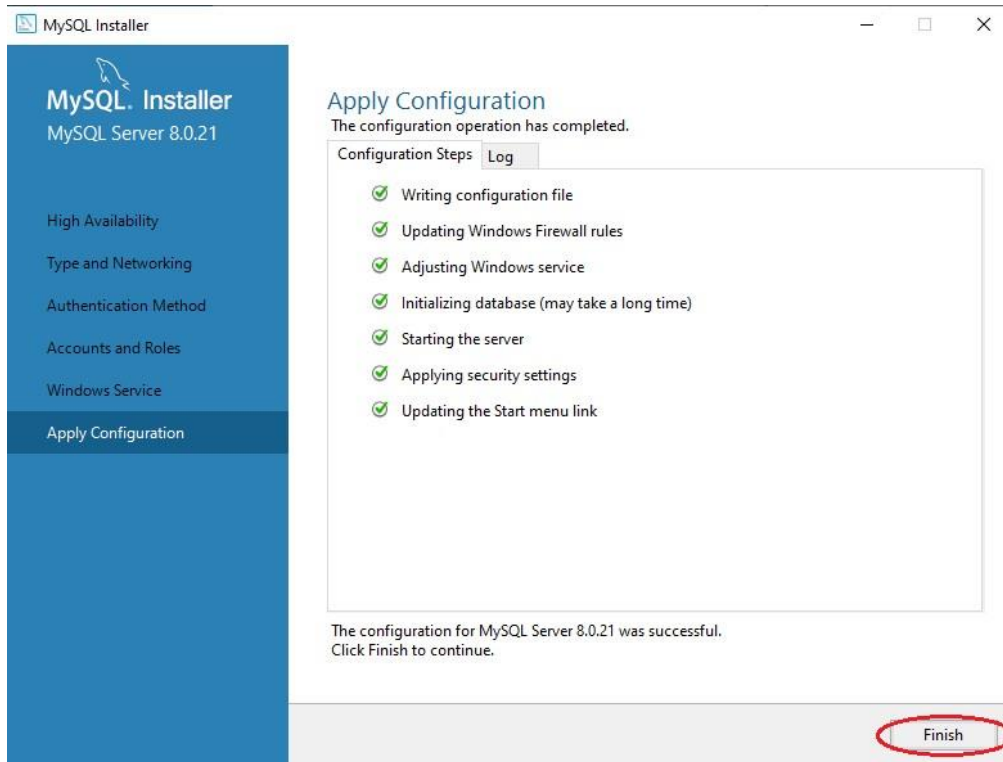 MySQL Installer
MySQL. Installer
MySQL Server 8.0.21
High Availability
Type and Networking
Authentication Method
Accounts and Roles
Windows Service
Apply Configuration
Apply Configuration
The configuration operation has completed.
Configuration Steps Log
Writing configuration file
Updating Windows Firewall rules
Adjusting Windows service
Initializing database (may take a long time)
Starting the server
Applying security settings
Updating the Start menu link
The configuration for MySQL Server 8.0.21 was successful.
Click Finish to continue.
Finish